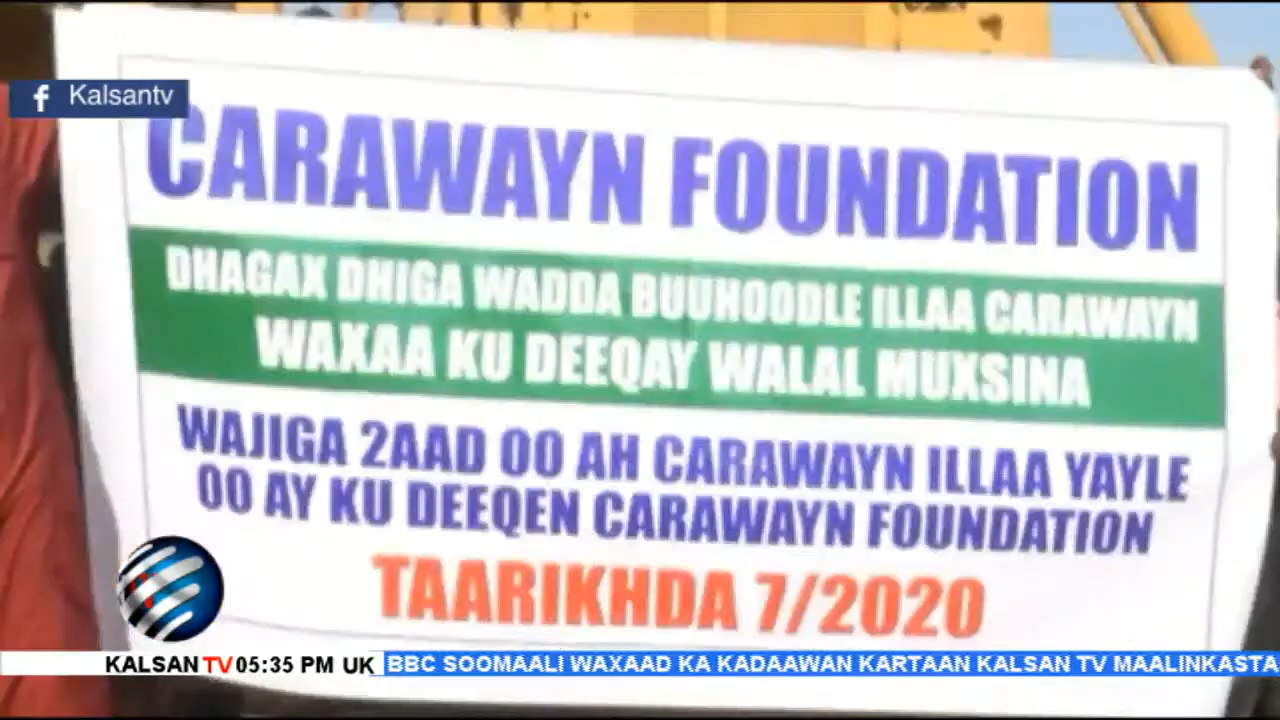 Kalsantv
CARAWAYN FOUNDATION
DHAGAX DHIGA WADDA BUUHOODLE ILLAA CARAWAYN
WAXAA KU DEEQAY WALAL MUXSINA
WAJIGA 2AAD OO AH CARAWAYN ILLAA YAYLE
OO AY KU DEEQEN CARAWAYN FOUNDATION
TAARIKHDA 7/2020
KALSAN TV 05:35 PM UK BBC SOOMAALI WAXAAD KA KADAAWAN KARTAAN KALSAN TV MAALINKASTA